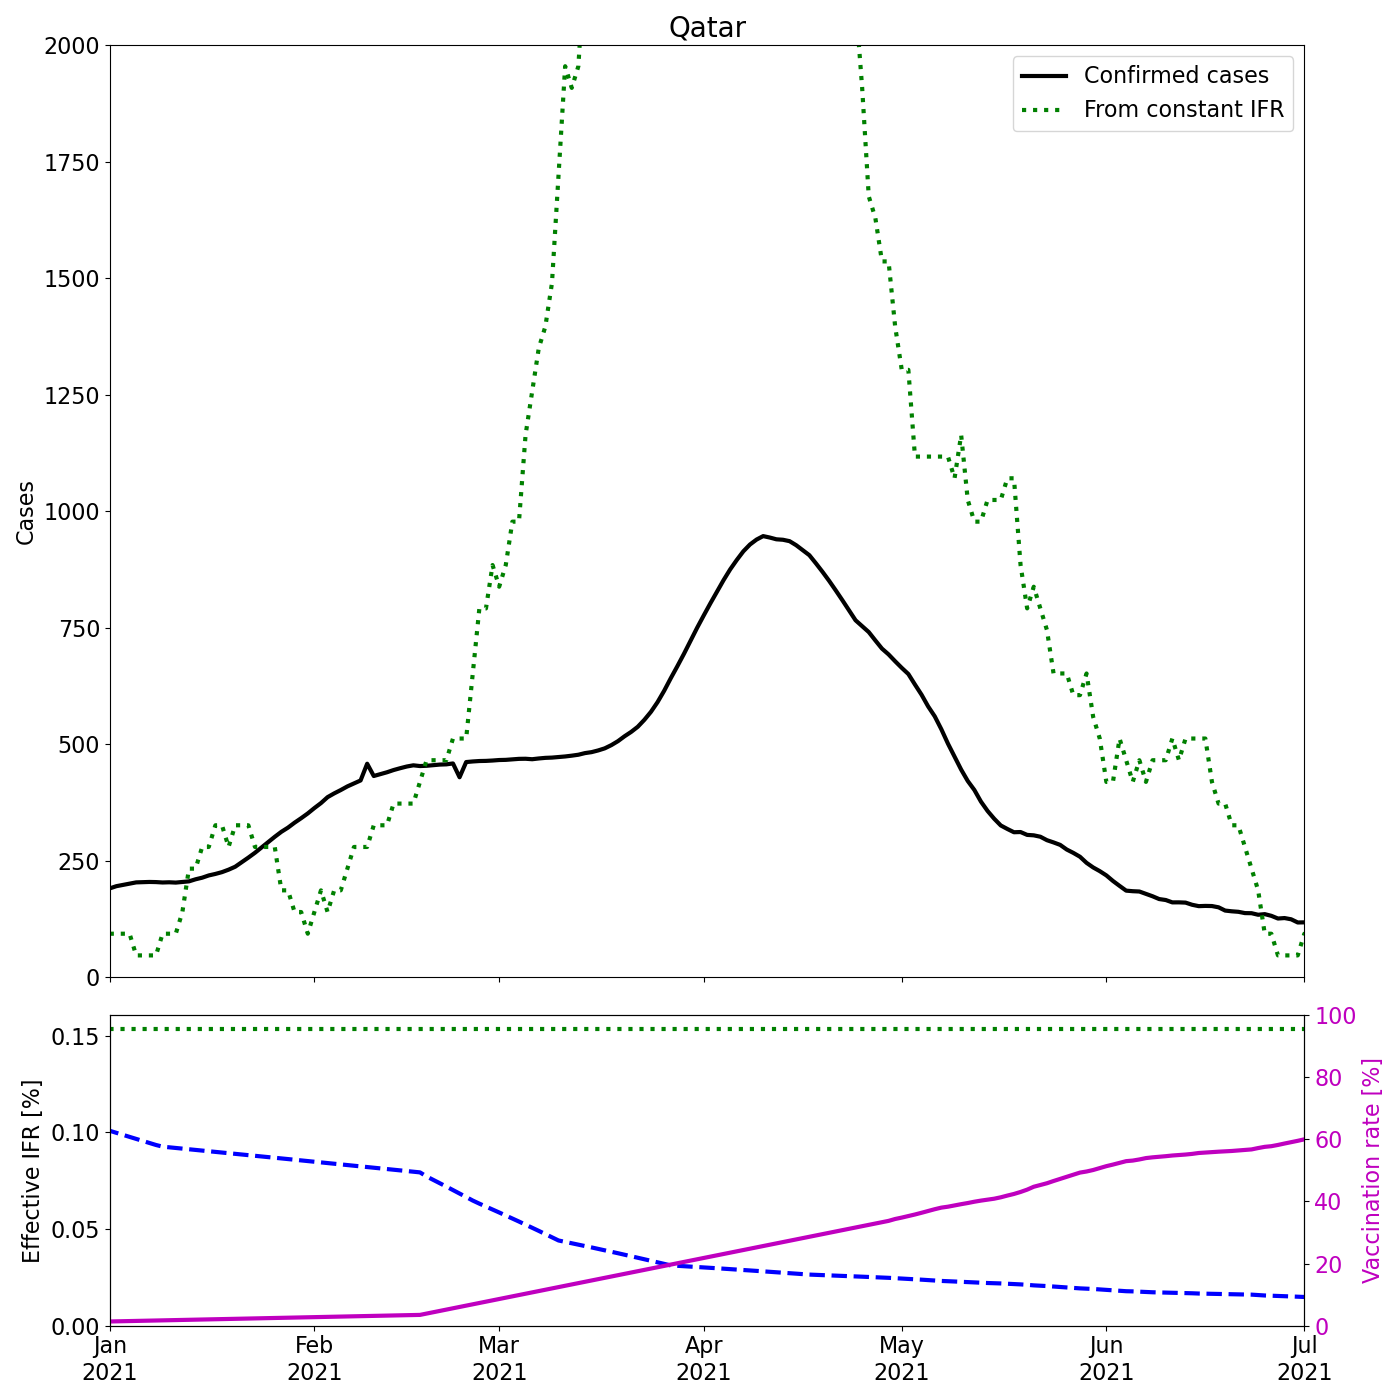 Qatar
2000
1750
1500
1250
1000
750
500
250
0
Cases
Confirmed cases
From constant IFR
0.15
0.10
0.05
0.00
Effective IFR [%]
100
80
60
40
20
0
Vaccination rate [%]
Jan Feb Mar Apr May Jun Jul
2021 2021 2021 2021 2021 2021 2021